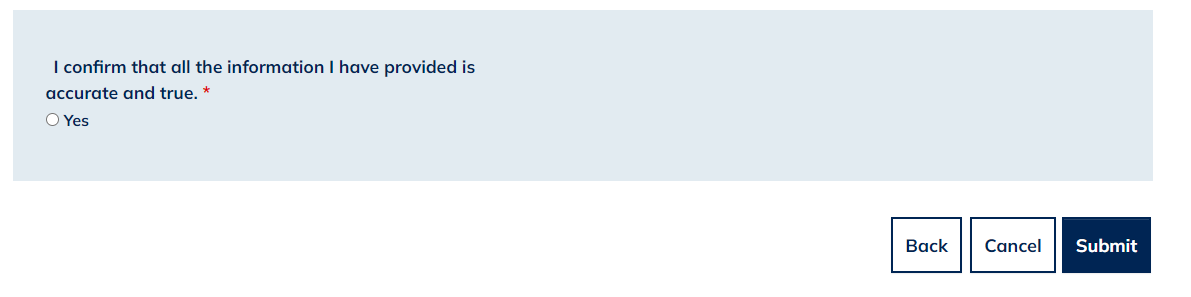 I confirm that all the information I have provided is
accurate and true. *
Yes
Back Cancel Submit